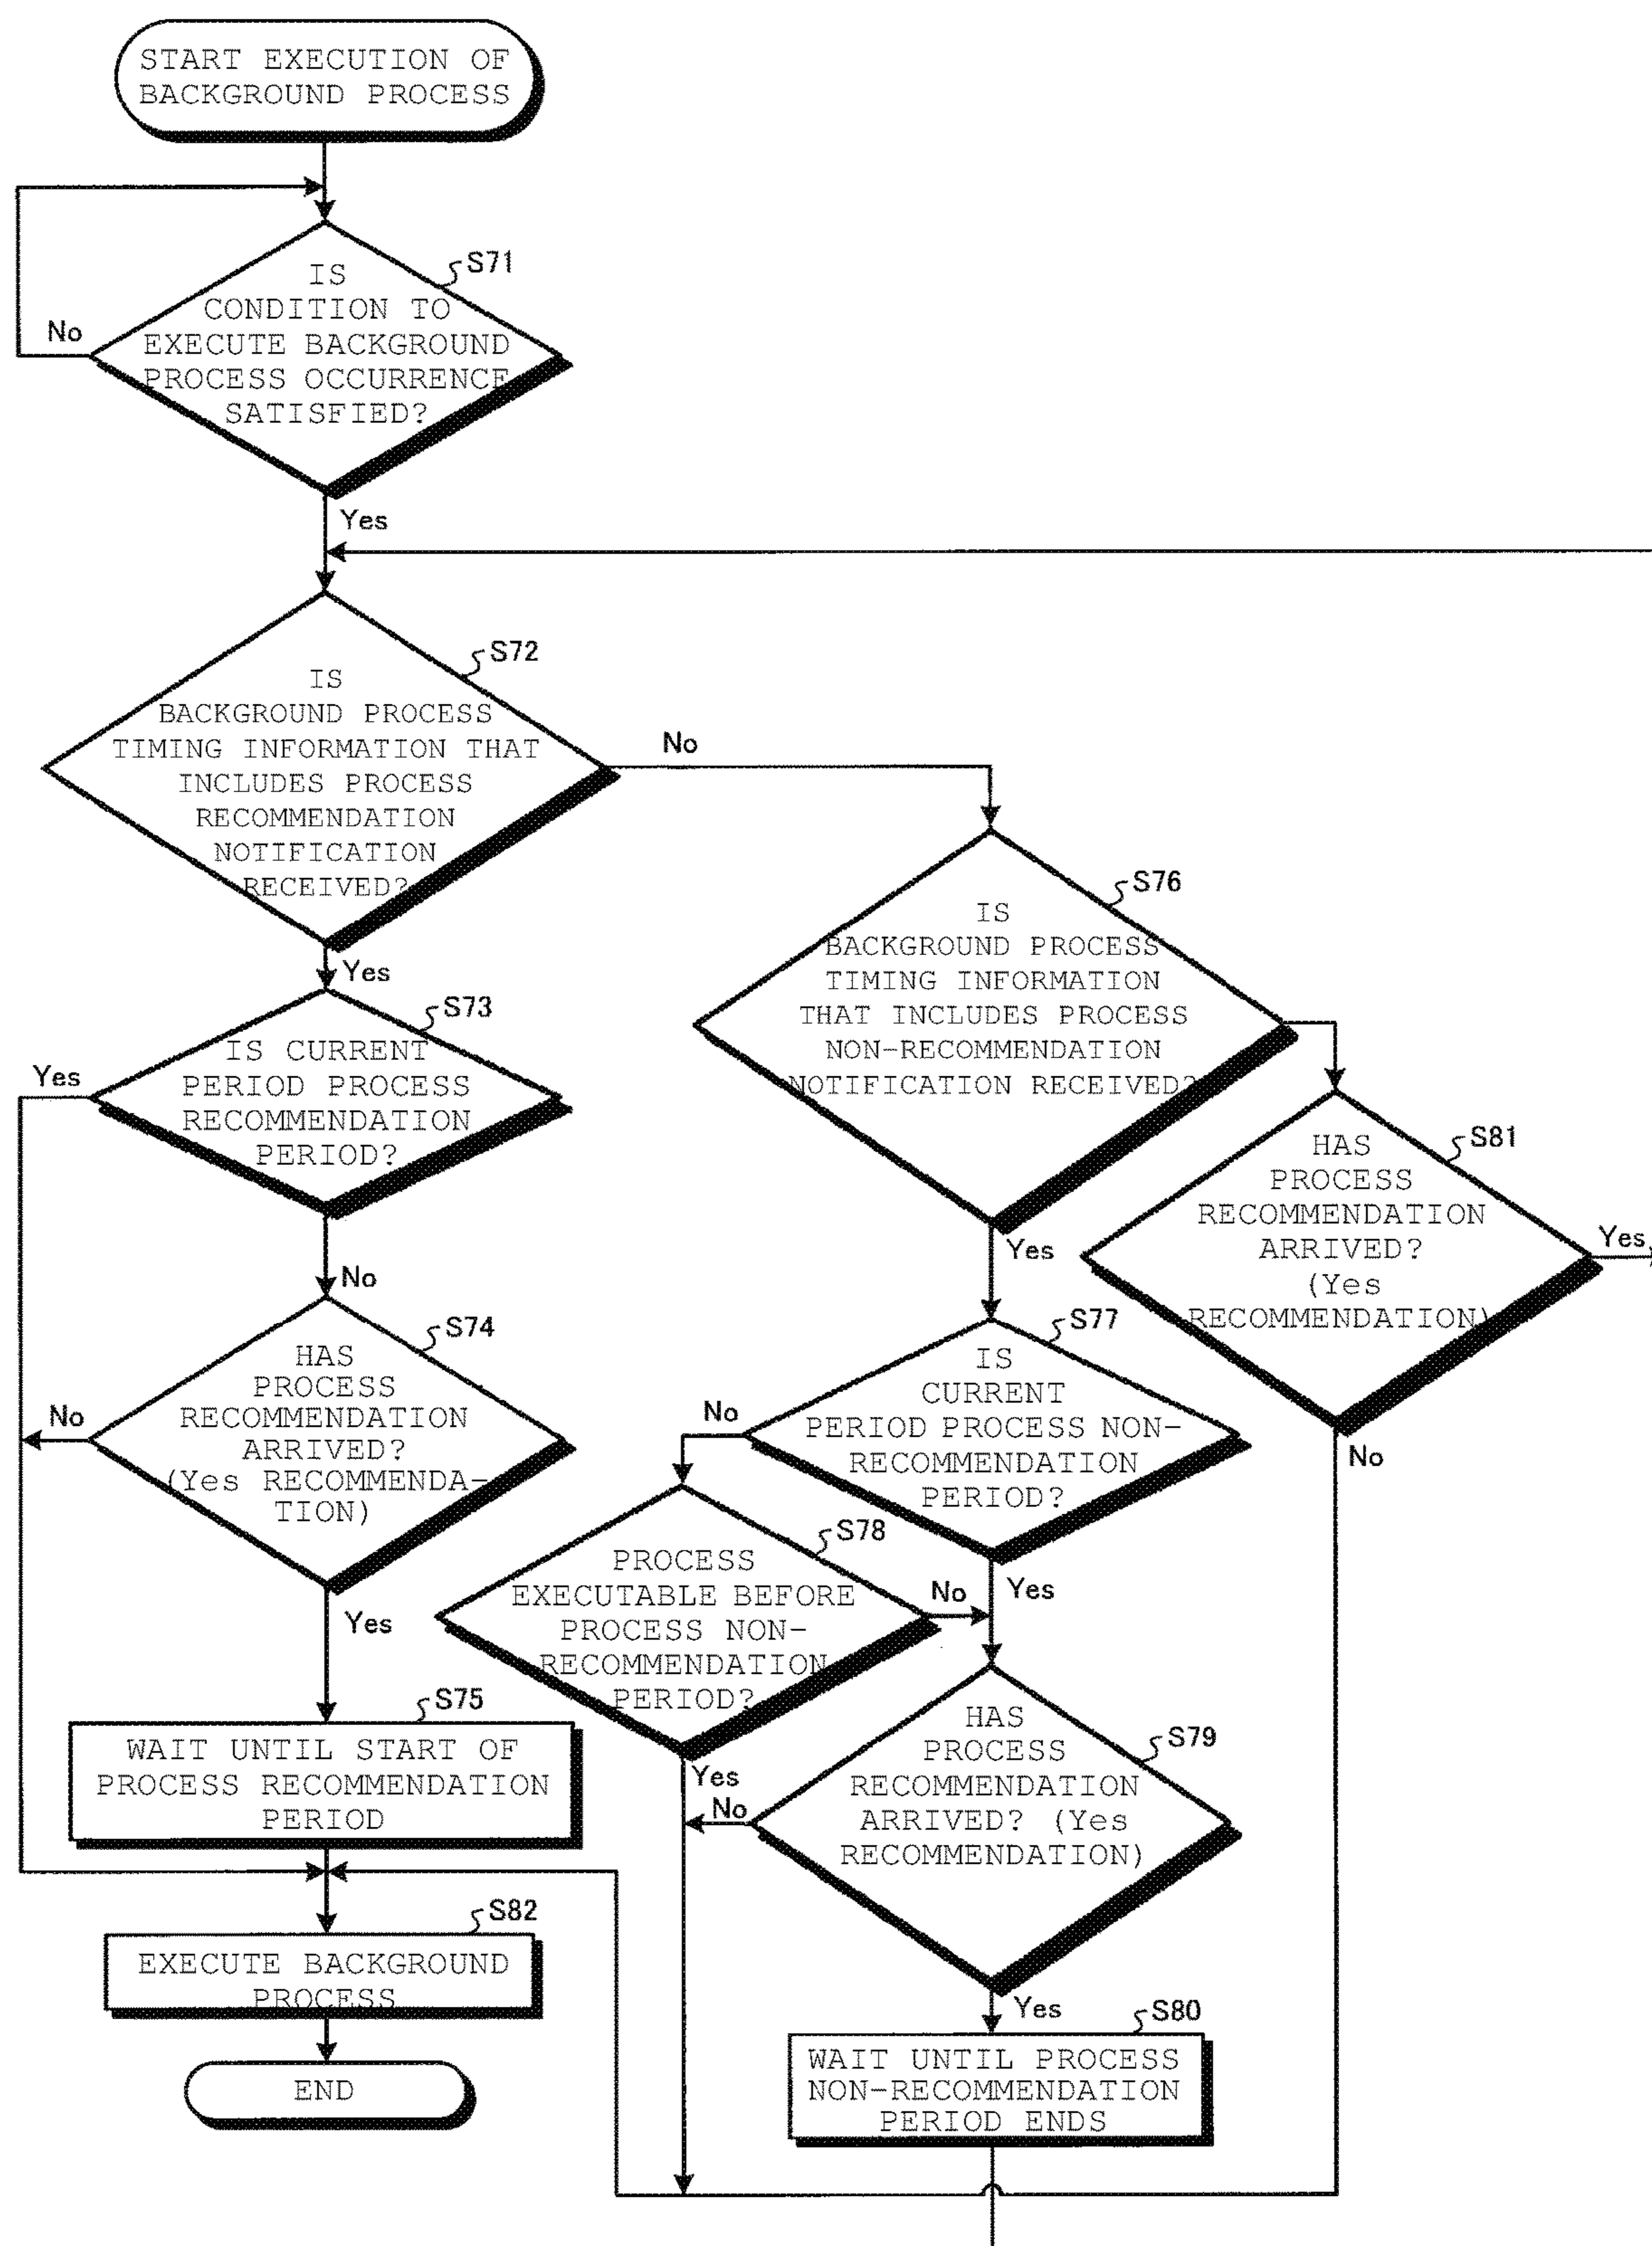 START EXECUTION OF
BACKGROUND PROCESS
S71
IS
CONDITION TO
EXECUTE BACKGROUND
PROCESS OCCURRENCE
SATISFIED?
No
Yes
S72
IS
BACKGROUND PROCESS
TIMING INFORMATION THAT
INCLUDES PROCESS
RECOMMENDATION
NOTIFICATION
RECEIVED?
No
Yes
S73
IS CURRENT
PERIOD PROCESS
RECOMMENDATION
PERIOD?
Yes
No
S74
HAS
PROCESS
RECOMMENDATION
ARRIVED?
(Yes RECOMMENDA-
TION)
No
Yes
S75
WAIT UNTIL START OF
PROCESS RECOMMENDATION
PERIOD
S82
EXECUTE BACKGROUND
PROCESS
END
S76
IS
BACKGROUND PROCESS
TIMING INFORMATION
THAT INCLUDES PROCESS
NON-RECOMMENDATION
NOTIFICATION RECEIVED?
Yes
S81
HAS
PROCESS
RECOMMENDATION
ARRIVED?
(Yes
RECOMMENDATION)
Yes
No
S77
IS
CURRENT
PERIOD PROCESS NON-
RECOMMENDATION
PERIOD?
No
Yes
S78
PROCESS
EXECUTABLE BEFORE
PROCESS NON-
RECOMMENDATION
PERIOD?
No
Yes
S79
HAS
PROCESS
RECOMMENDATION
ARRIVED? (Yes
RECOMMENDATION)
No
Yes
S80
WAIT UNTIL PROCESS
NON-RECOMMENDATION
PERIOD ENDS